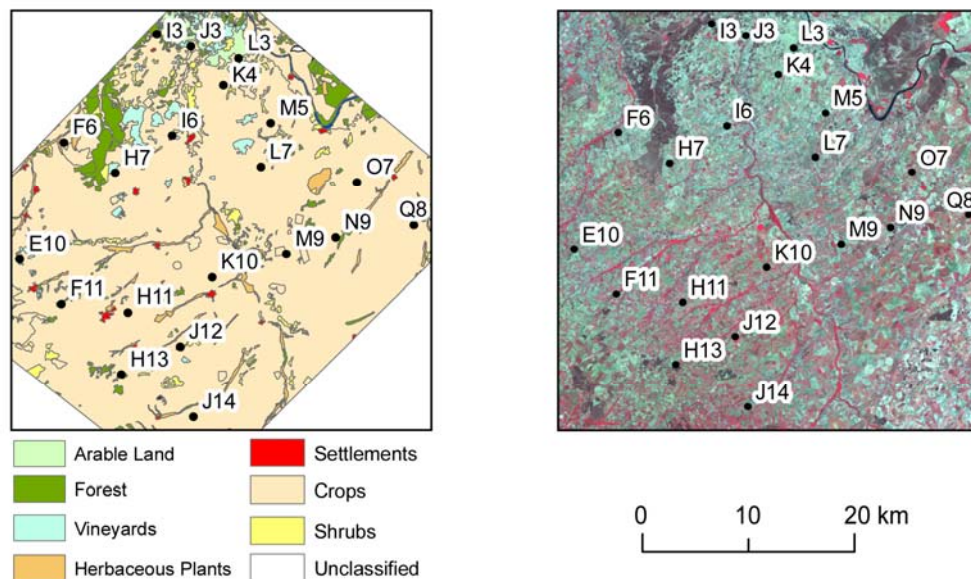 I3 J3
L3
K4
M5
F6
I6
H7
L7
O7
Q8
N9
M9
E10
K10
F11
H11
J12
H13
J14
I3 J3
L3
K4
M5
F6
I6
H7
L7
O7
Q8
N9
M9
E10
K10
F11
H11
J12
H13
J14
Arable Land
Forest
Vineyards
Herbaceous Plants
Settlements
Crops
Shrubs
Unclassified
0 10 20 km